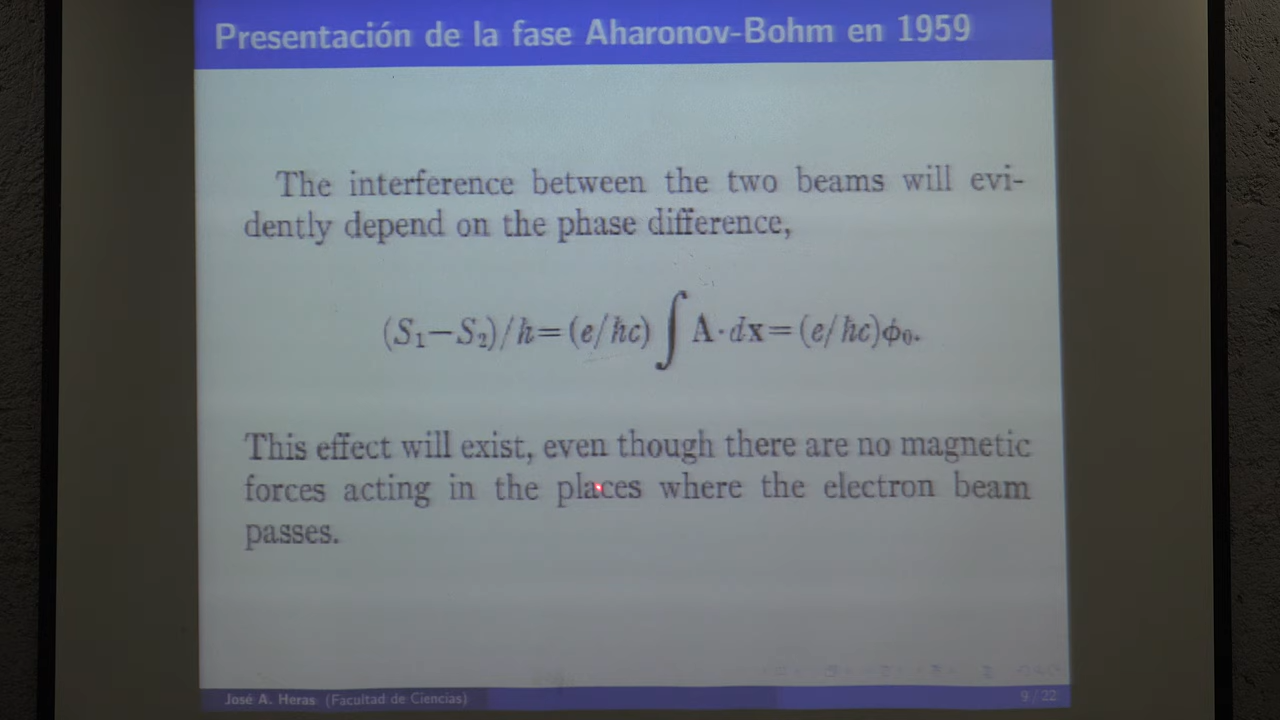 Presentación de la fase Aharonov-Bohm en 1959
The interference between the two beams will evi-
dently depend on the phase difference,
(S₁−S₂)/ħ=(e/ħc)∫A·dx=(e/ħc)ϕ₀.
This effect will exist, even though there are no magnetic
forces acting in the places where the electron beam
passes.
José A. Heras (Facultad de Ciencias)
9/22